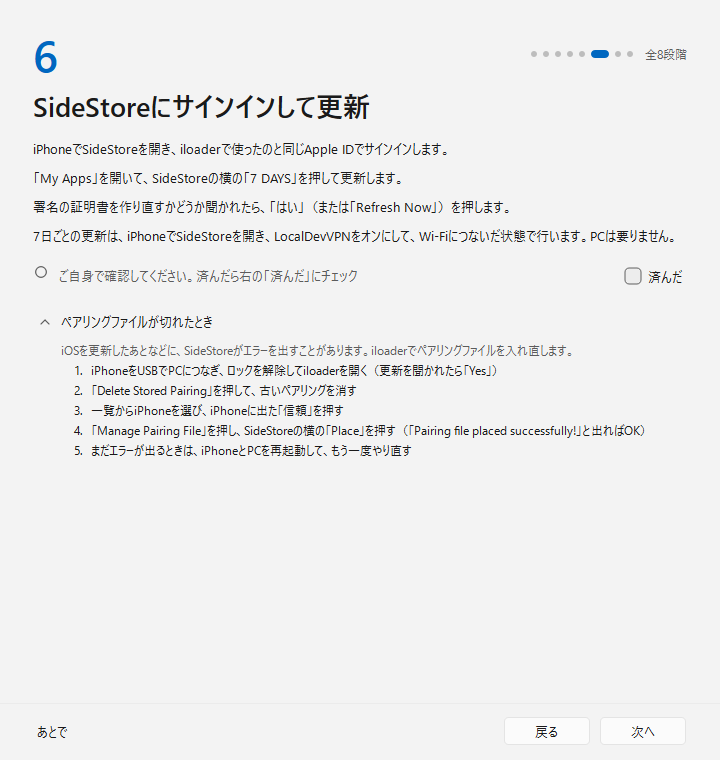 6
全8段階
SideStoreにサインインして更新
iPhoneでSideStoreを開き、iloaderで使ったのと同じApple IDでサインインします。
「My Apps」を開いて、SideStoreの横の「7 DAYS」を押して更新します。
署名の証明書を作り直すかどうか聞かれたら、「はい」（または「Refresh Now」）を押します。
7日ごとの更新は、iPhoneでSideStoreを開き、LocalDevVPNをオンにして、Wi-Fiにつないだ状態で行います。PCは要りません。
ご自身で確認してください。済んだら右の「済んだ」にチェック
済んだ
ペアリングファイルが切れたとき
iOSを更新したあとなどに、SideStoreがエラーを出すことがあります。iloaderでペアリングファイルを入れ直します。
1. iPhoneをUSBでPCにつなぎ、ロックを解除してiloaderを開く（更新を聞かれたら「Yes」）
2. 「Delete Stored Pairing」を押して、古いペアリングを消す
3. 一覧からiPhoneを選び、iPhoneに出た「信頼」を押す
4. 「Manage Pairing File」を押し、SideStoreの横の「Place」を押す（「Pairing file placed successfully!」と出ればOK）
5. まだエラーが出るときは、iPhoneとPCを再起動して、もう一度やり直す
あとで
戻る
次へ